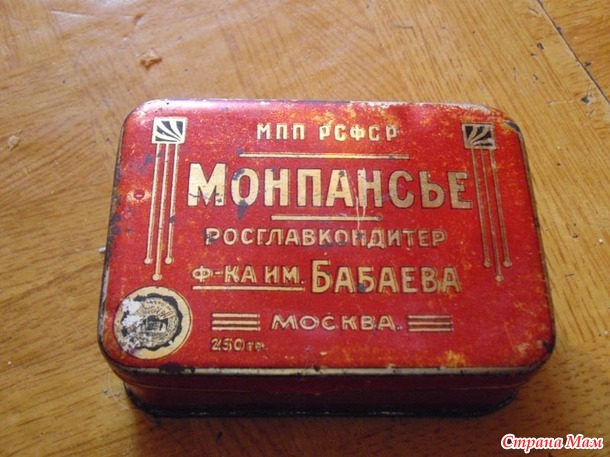 МПП РСФСР
МОНПАНСЬЕ
РОСГЛАВКОНДИТЕР
Ф-КА ИМ. БАБАЕВА
МОСКВА.
250 гр.
Страна Мам